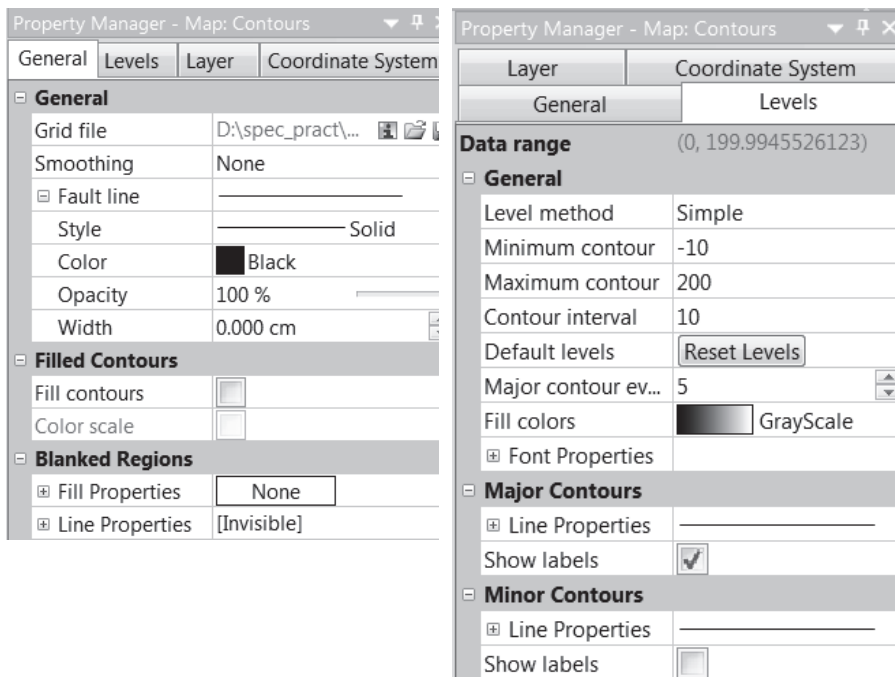 Property Manager - Map: Contours
General Levels Layer Coordinate System
General
Grid file D:\spec_pract\...
Smoothing None
Fault line
Style Solid
Color Black
Opacity 100 %
Width 0.000 cm
Filled Contours
Fill contours
Color scale
Blanked Regions
Fill Properties None
Line Properties [Invisible]
Property Manager - Map: Contours
Layer Coordinate System
General Levels
Data range (0, 199.9945526123)
General
Level method Simple
Minimum contour -10
Maximum contour 200
Contour interval 10
Default levels Reset Levels
Major contour ev... 5
Fill colors GrayScale
Font Properties
Major Contours
Line Properties
Show labels
Minor Contours
Line Properties
Show labels